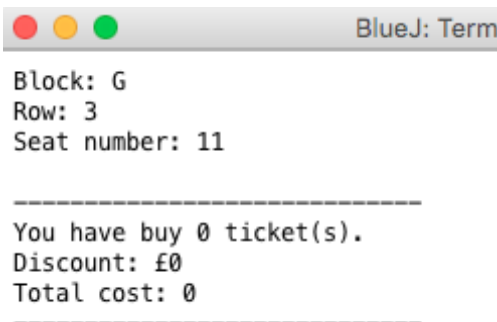 BlueJ: Term
Block: G
Row: 3
Seat number: 11
------------------------------
You have buy 0 ticket(s).
Discount: £0
Total cost: 0
------------------------------